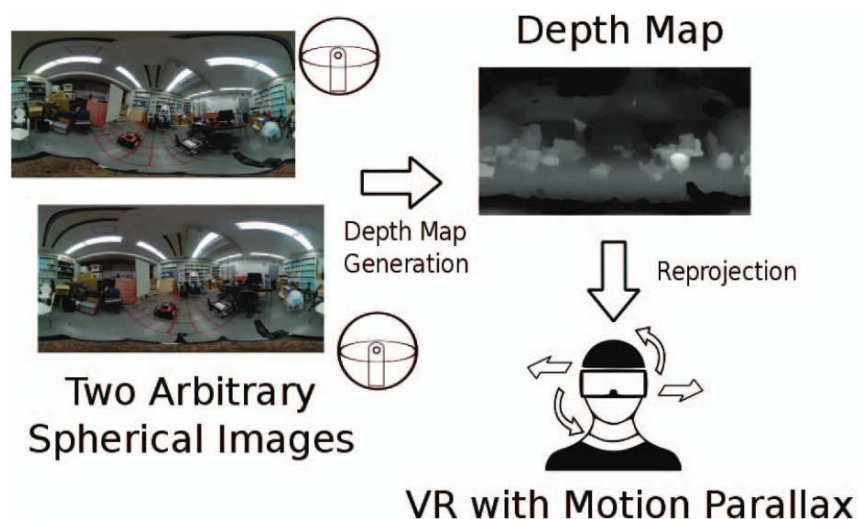 Depth Map
Depth Map
Generation
Reprojection
Two Arbitrary
Spherical Images
VR with Motion Parallax